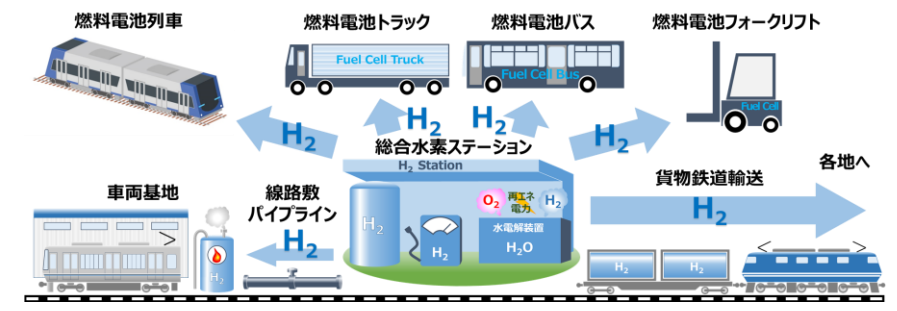 燃料電池列車
燃料電池トラック
燃料電池バス
燃料電池フォークリフト
Fuel Cell Truck
Fuel Cell Bus
Fuel Cell
H2
H2
H2
H2
総合水素ステーション
H2 Station
車両基地
線路敷
パイプライン
H2
H2
H2
H2
O2
再エネ
電力
H2
水電解装置
H2O
貨物鉄道輸送
各地へ
H2
H2
H2